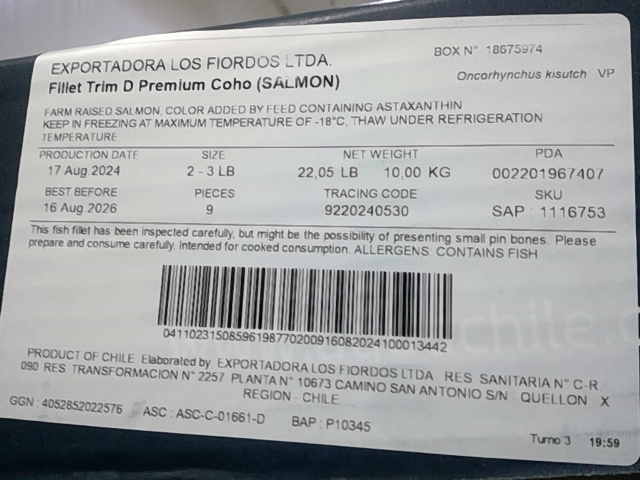 EXPORTADORA LOS FIORDOS LTDA.
BOX N° 18675974
Fillet Trim D Premium Coho (SALMON)
Oncorhynchus kisutch VP
FARM RAISED SALMON, COLOR ADDED BY FEED CONTAINING ASTAXANTHIN
KEEP IN FREEZING AT MAXIMUM TEMPERATURE OF -18°C, THAW UNDER REFRIGERATION
TEMPERATURE
PRODUCTION DATE SIZE NET WEIGHT PDA
17 Aug 2024 2 - 3 LB 22,05 LB 10,00 KG 002201967407
BEST BEFORE PIECES TRACING CODE SKU
16 Aug 2026 9 9220240530 SAP : 1116753
This fish fillet has been inspected carefully, but might be the possibility of presenting small pin bones. Please
prepare and consume carefully. Intended for cooked consumption. ALLERGENS: CONTAINS FISH
04110231508596198770200916082024100013442
chile.c
PRODUCT OF CHILE. Elaborated by EXPORTADORA LOS FIORDOS LTDA RES SANITARIA N° C-R
090 RES TRANSFORMACION N° 2257 PLANTA N° 10673 CAMINO SAN ANTONIO S/N QUELLON X
REGION - CHILE
GGN : 4052852022576 ASC : ASC-C-01661-D BAP : P10345
Turno 3 19:59